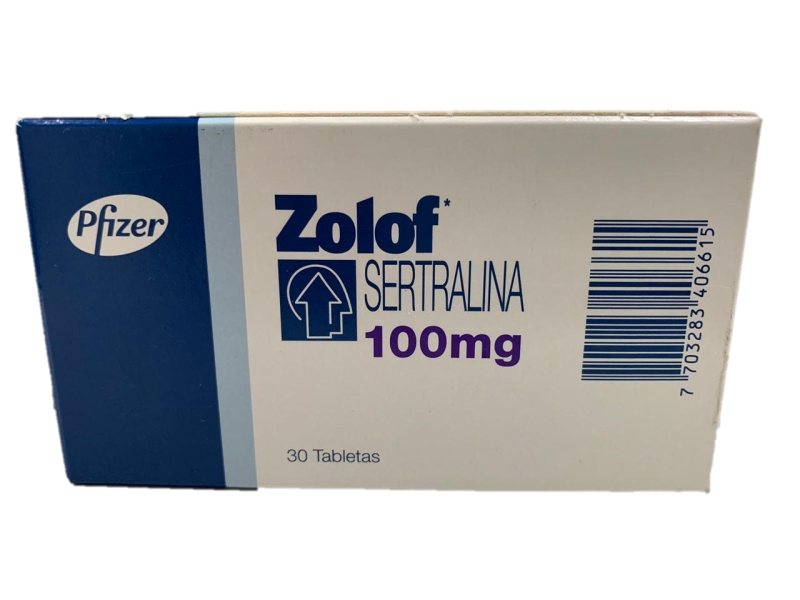 Pfizer
Zolof*
SERTRALINA
100mg
30 Tabletas
7 703283 406615